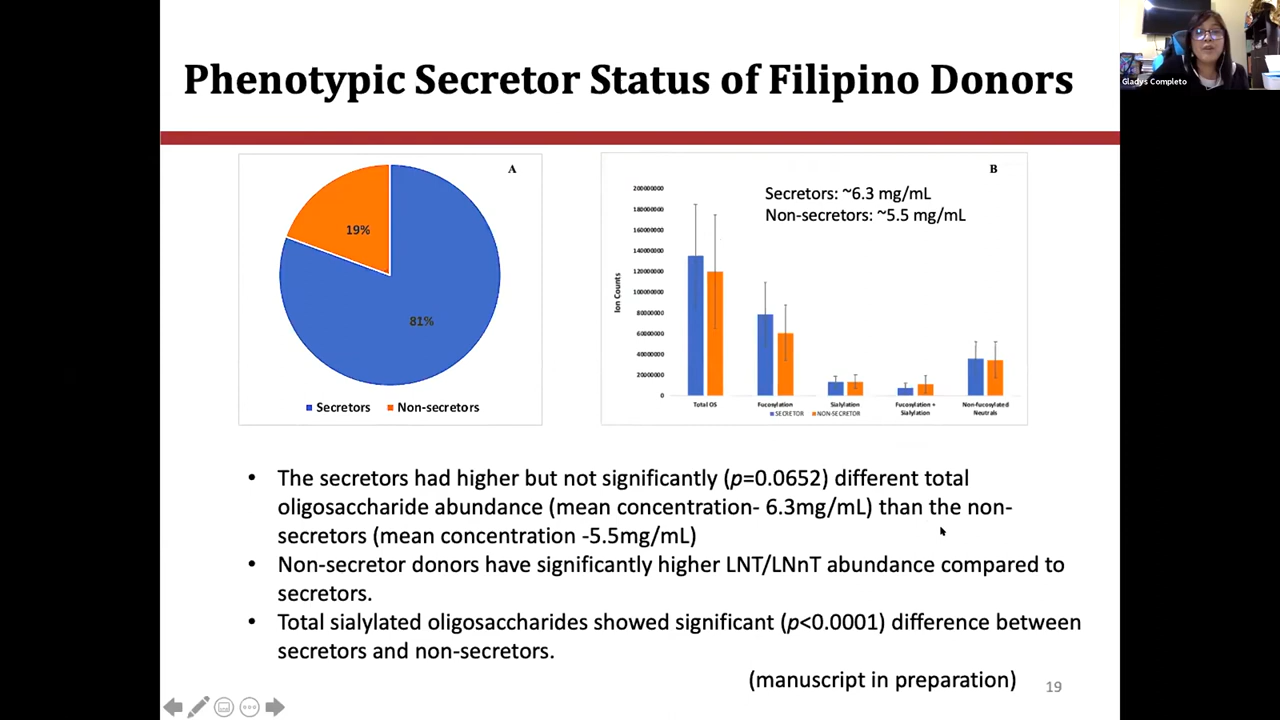 Phenotypic Secretor Status of Filipino Donors
Gladys Completo
A
19%
81%
Secretors
Non-secretors
B
Secretors: ~6.3 mg/mL
Non-secretors: ~5.5 mg/mL
Ion Counts
200000000
180000000
160000000
140000000
120000000
100000000
80000000
60000000
40000000
20000000
0
Total OS
Fucosylation
Sialylation
Fucosylation +
Sialylation
Non-fucosylated
Neutrals
SECRETOR
NON-SECRETOR
• The secretors had higher but not significantly (p=0.0652) different total
oligosaccharide abundance (mean concentration- 6.3mg/mL) than the non-
secretors (mean concentration -5.5mg/mL)
• Non-secretor donors have significantly higher LNT/LNnT abundance compared to
secretors.
• Total sialylated oligosaccharides showed significant (p<0.0001) difference between
secretors and non-secretors.
(manuscript in preparation)
19